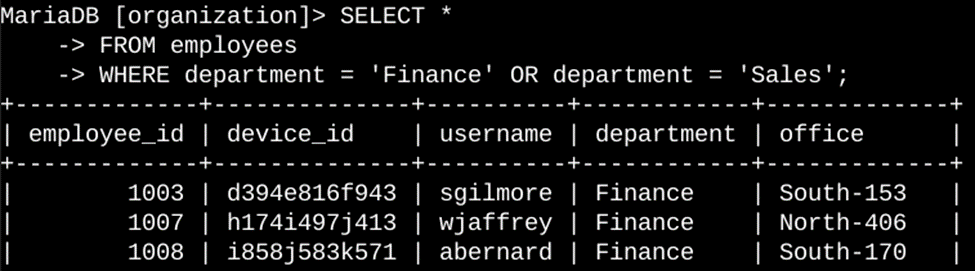 MariaDB [organization]> SELECT *
    -> FROM employees
    -> WHERE department = 'Finance' OR department = 'Sales';
+-------------+--------------+----------+------------+-------------+
| employee_id | device_id    | username | department | office      |
+-------------+--------------+----------+------------+-------------+
|        1003 | d394e816f943 | sgilmore | Finance    | South-153   |
|        1007 | h174i497j413 | wjaffrey | Finance    | North-406   |
|        1008 | i858j583k571 | abernard | Finance    | South-170   |